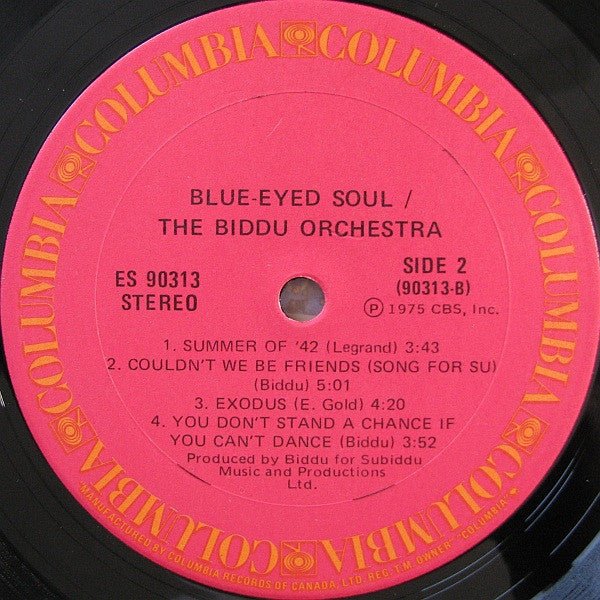 COLUMBIA COLUMBIA COLUMBIA COLUMBIA COLUMBIA COLUMBIA
BLUE-EYED SOUL /
THE BIDDU ORCHESTRA
ES 90313
STEREO
SIDE 2
(90313-B)
Ⓟ1975 CBS, Inc.
1. SUMMER OF '42 (Legrand) 3:43
2. COULDN'T WE BE FRIENDS (SONG FOR SU)
(Biddu) 5:01
3. EXODUS (E. Gold) 4:20
4. YOU DON'T STAND A CHANCE IF
YOU CAN'T DANCE (Biddu) 3:52
Produced by Biddu for Subiddu
Music and Productions
Ltd.
MANUFACTURED BY COLUMBIA RECORDS OF CANADA, LTD. REG. T.M. OWNER "COLUMBIA"